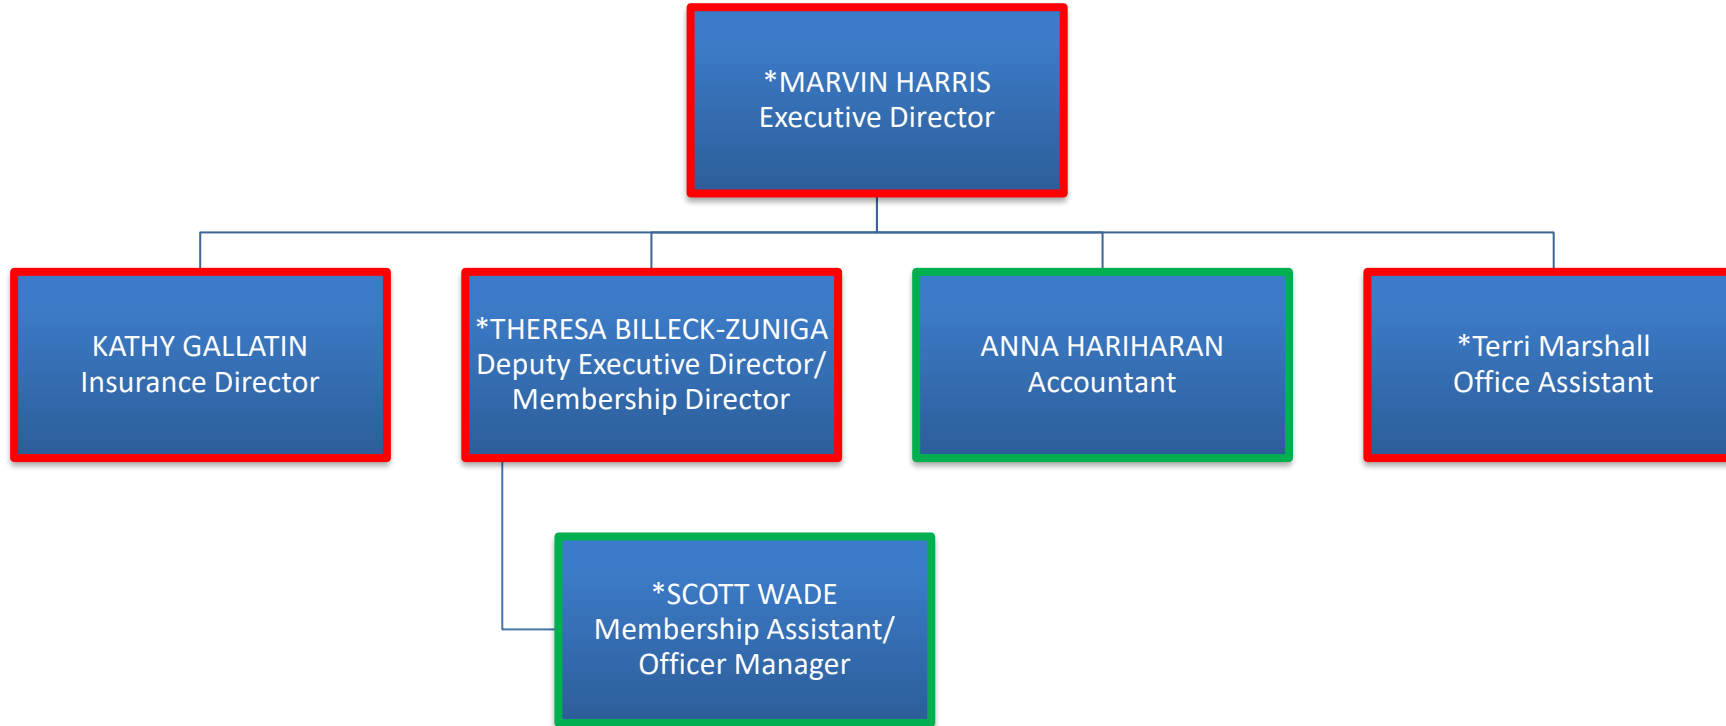 *MARVIN HARRIS
Executive Director
KATHY GALLATIN
Insurance Director
*THERESA BILLECK-ZUNIGA
Deputy Executive Director/
Membership Director
ANNA HARIHARAN
Accountant
*Terri Marshall
Office Assistant
*SCOTT WADE
Membership Assistant/
Officer Manager